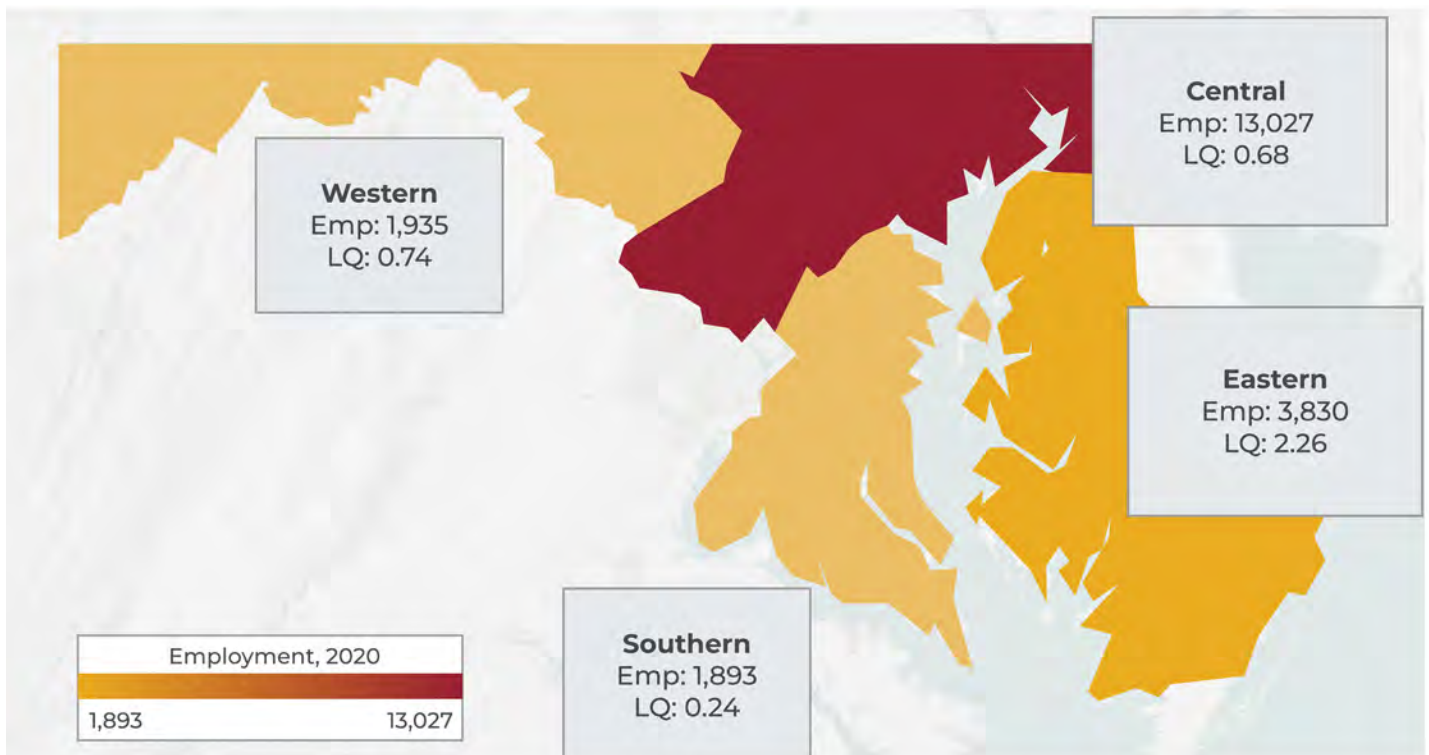 Central
Emp: 13,027
LQ: 0.68
Western
Emp: 1,935
LQ: 0.74
Eastern
Emp: 3,830
LQ: 2.26
Southern
Emp: 1,893
LQ: 0.24
Employment, 2020
1,893 13,027